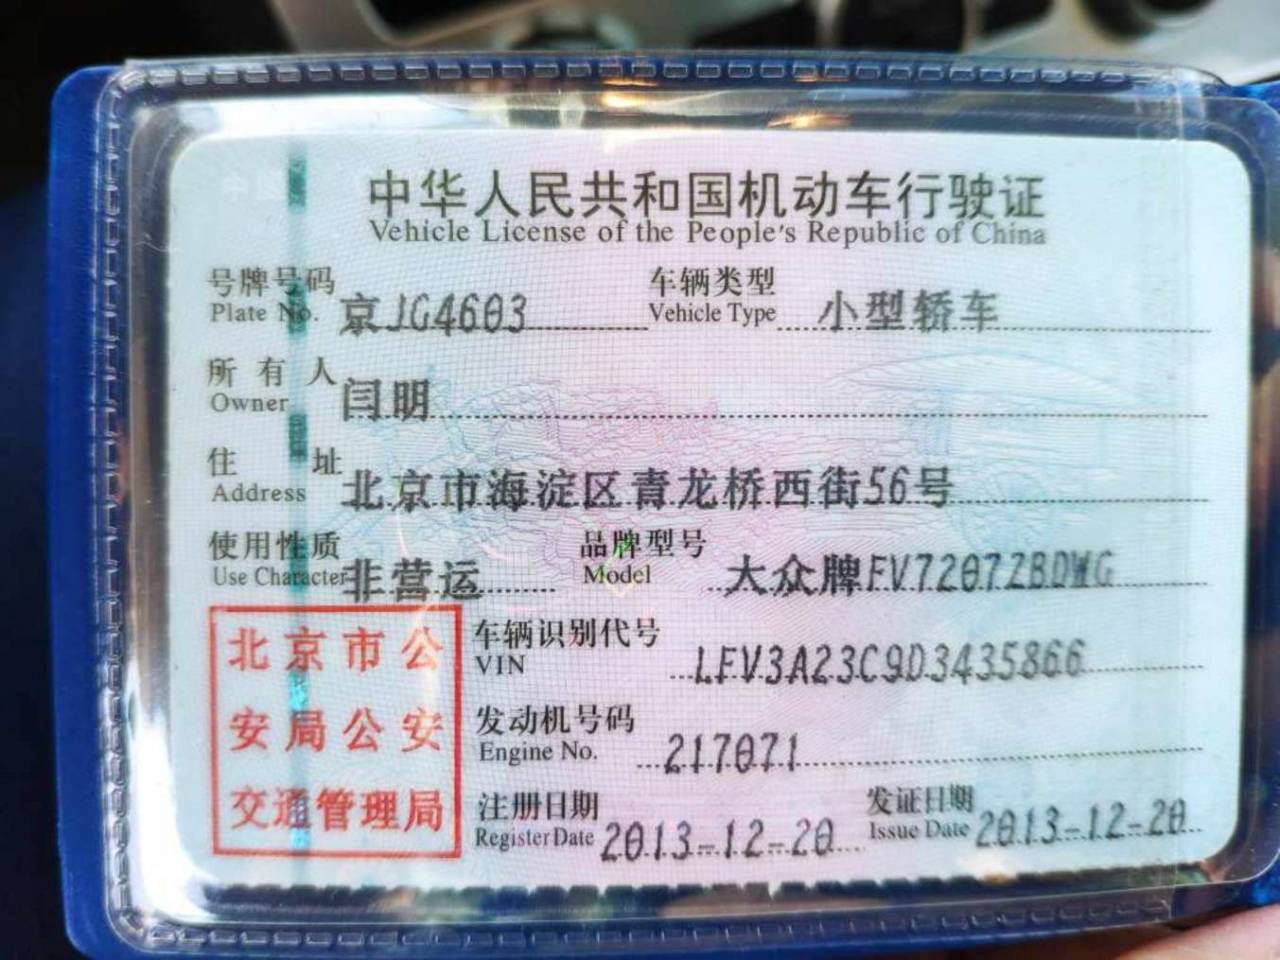 中华人民共和国机动车行驶证
Vehicle License of the People's Republic of China
号牌号码 车辆类型
Plate No. 京JG4603 Vehicle Type 小型轿车
所有人
Owner 闫明
住址
Address 北京市海淀区青龙桥西街56号
使用性质 品牌型号
Use Character 非营运 Model 大众牌FV7207ZBDWG
北京市公
安局公安
交通管理局
车辆识别代号
VIN LFV3A23C9D3435866
发动机号码
Engine No. 217071
注册日期 发证日期
Register Date 2013-12-20 Issue Date 2013-12-20